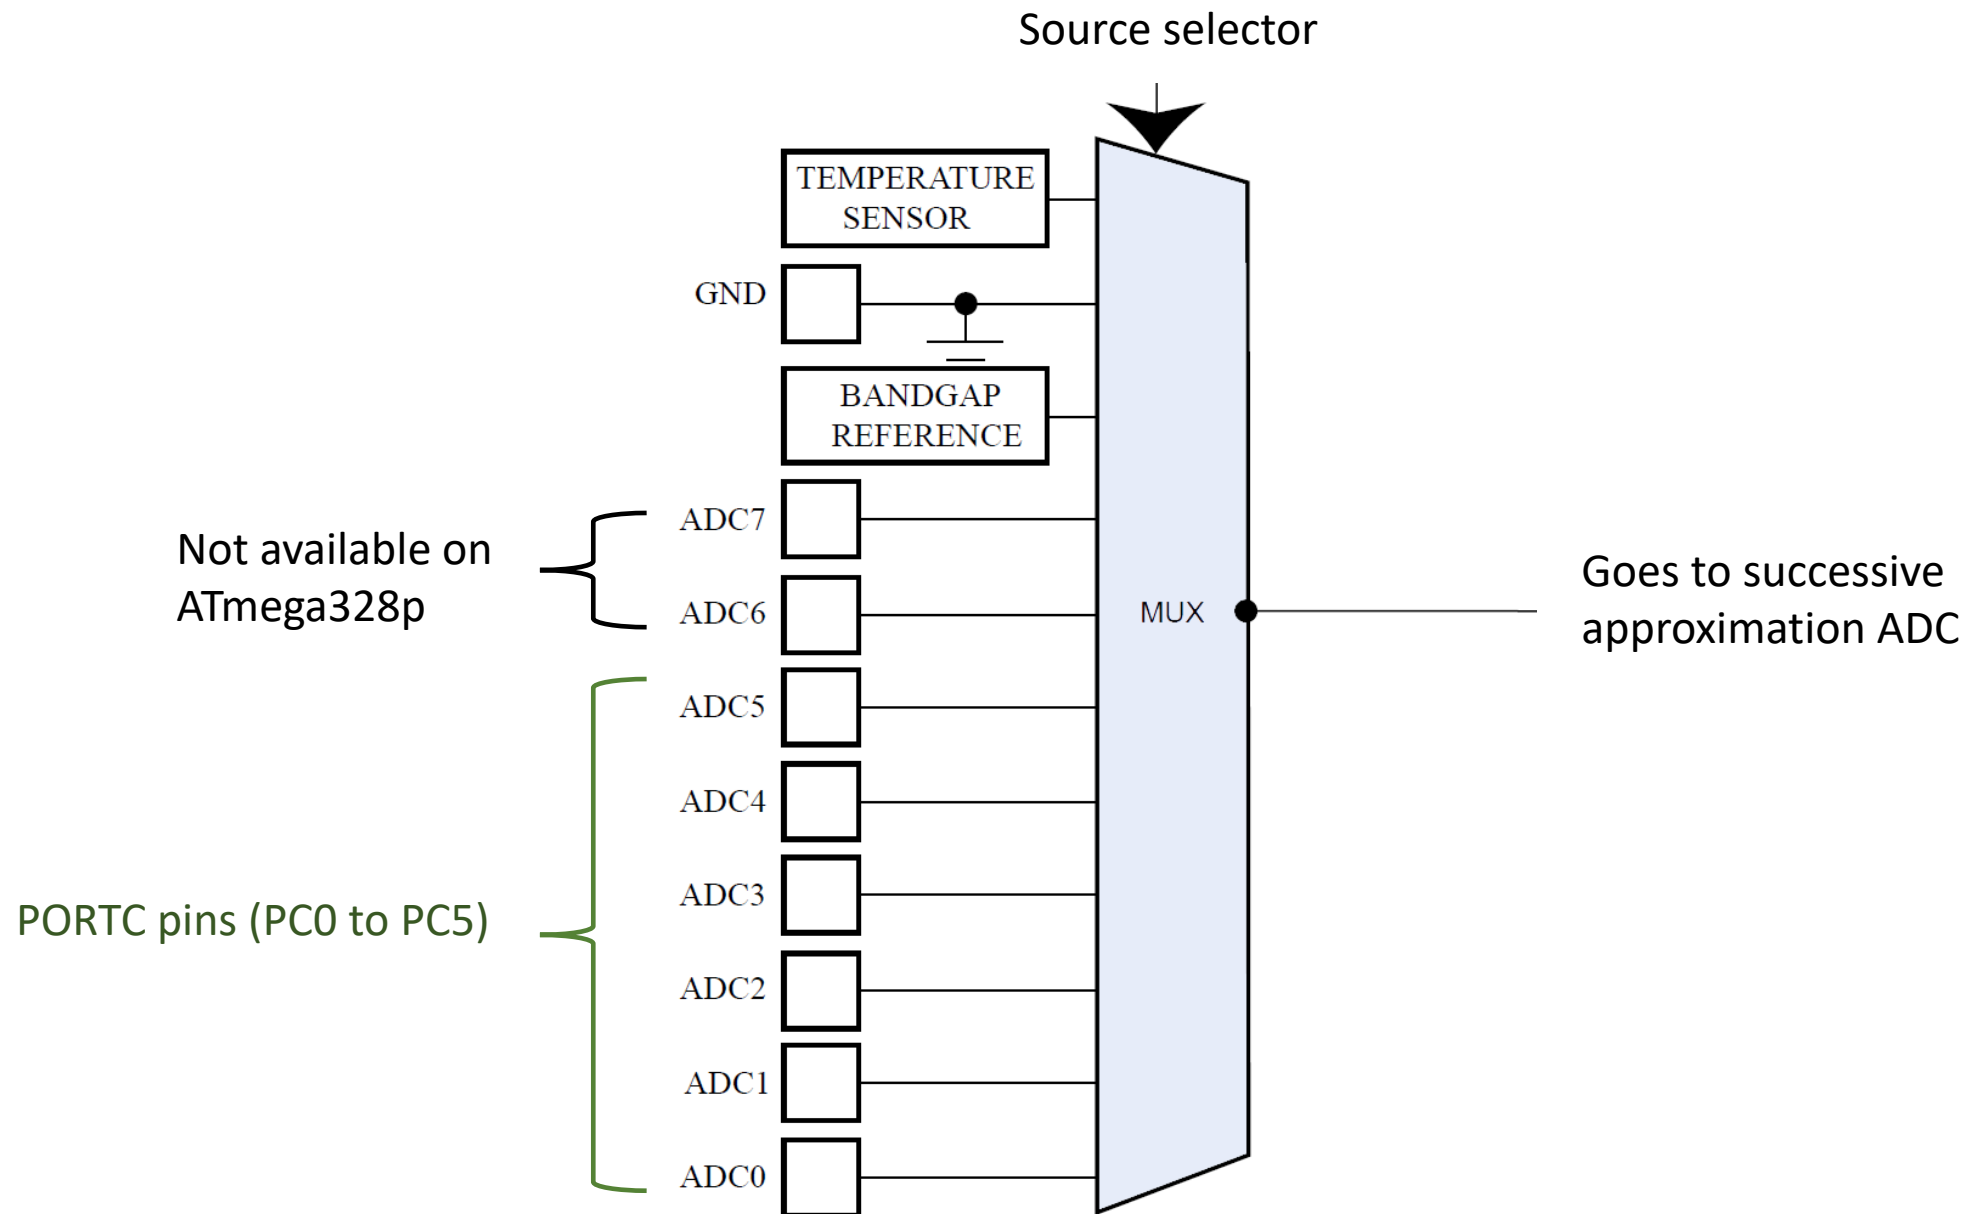 Source selector
TEMPERATURE
SENSOR
GND
BANDGAP
REFERENCE
ADC7
Not available on
ATmega328p
ADC6
MUX
Goes to successive
approximation ADC
ADC5
ADC4
ADC3
PORTC pins (PC0 to PC5)
ADC2
ADC1
ADC0